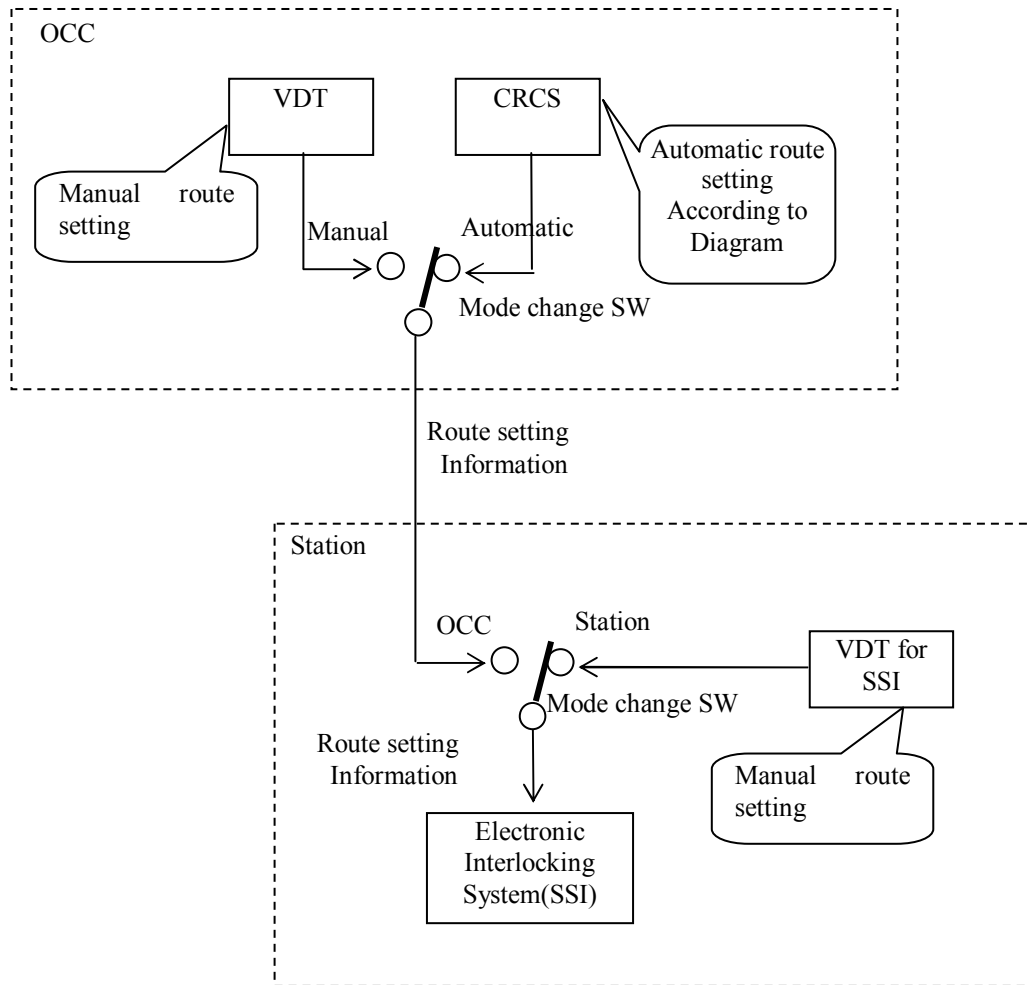 OCC
VDT
CRCS
Manual route
setting
Automatic route
setting
According to
Diagram
Manual
Automatic
Mode change SW
Route setting
Information
Station
OCC
Station
VDT for
SSI
Mode change SW
Route setting
Information
Manual route
setting
Electronic
Interlocking
System(SSI)